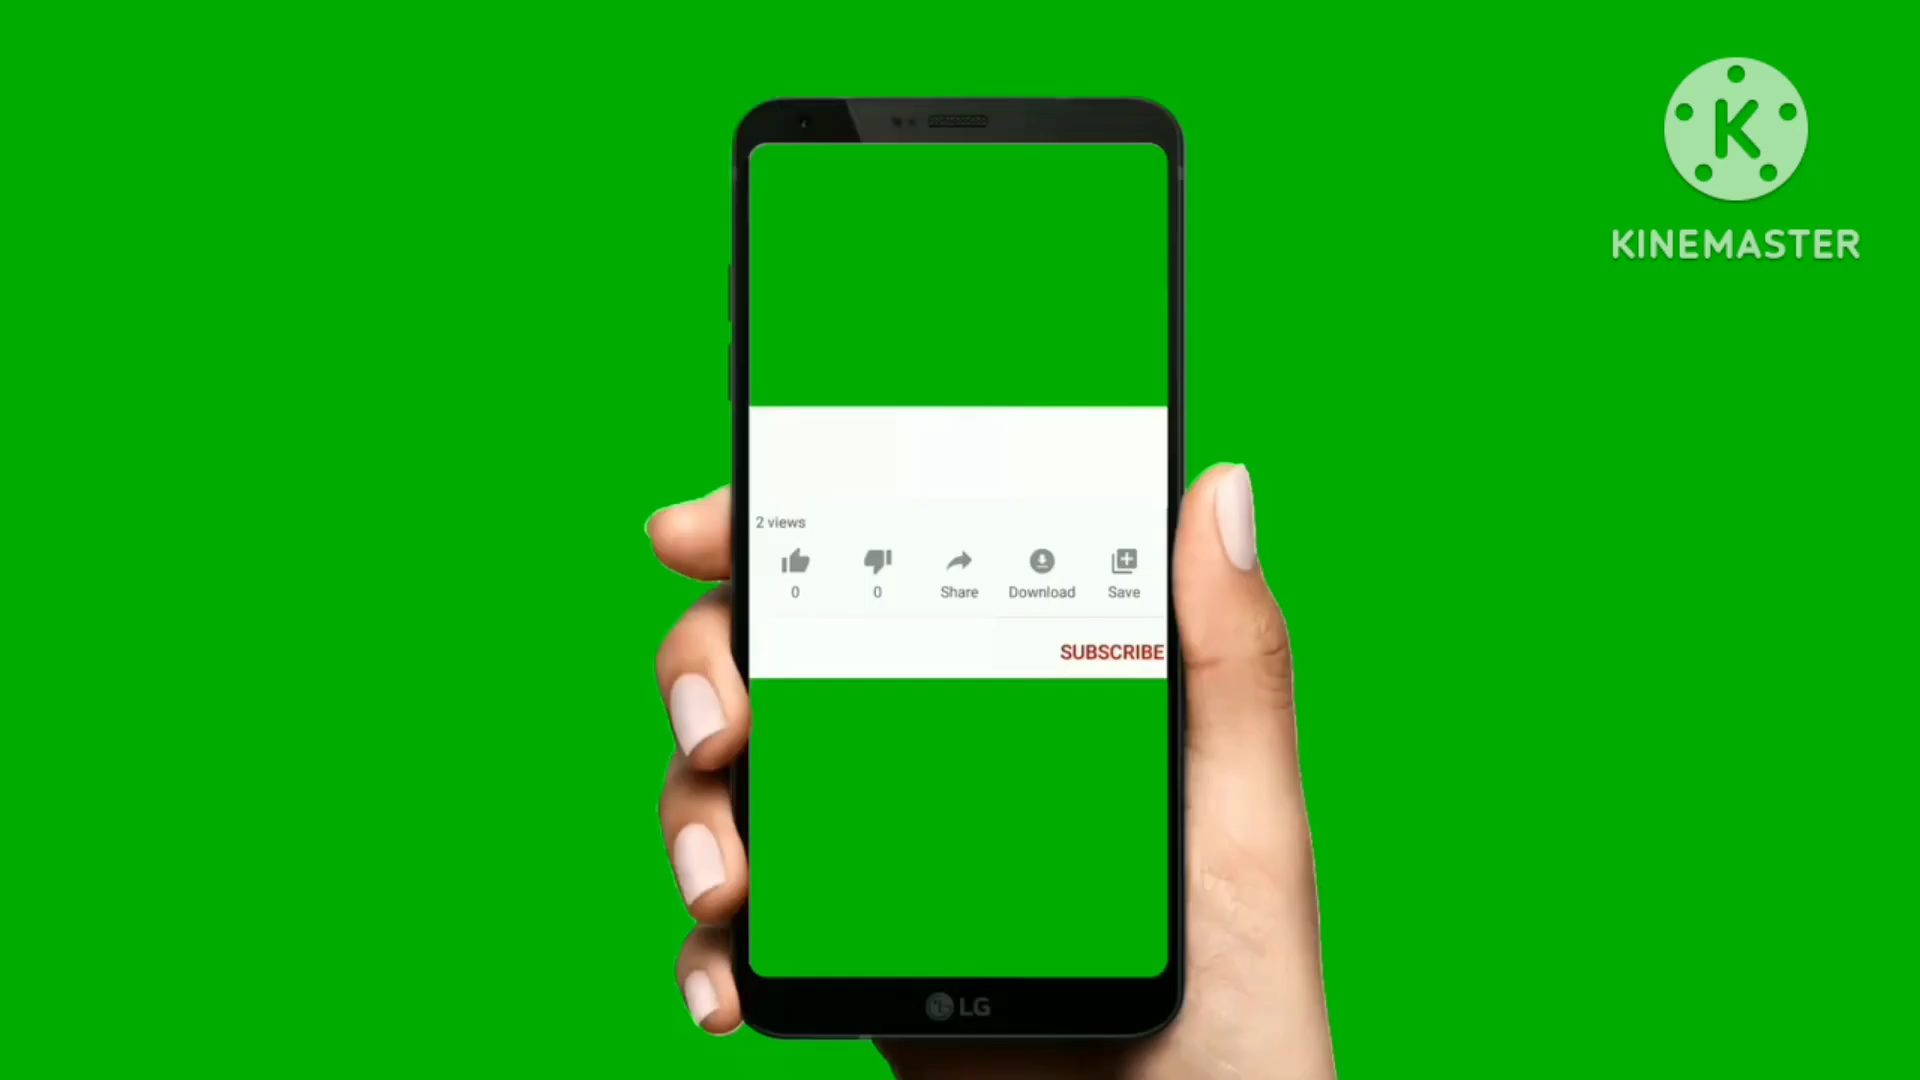 K
KINEMASTER
2 views
0 0 Share Download Save
SUBSCRIBE
LG